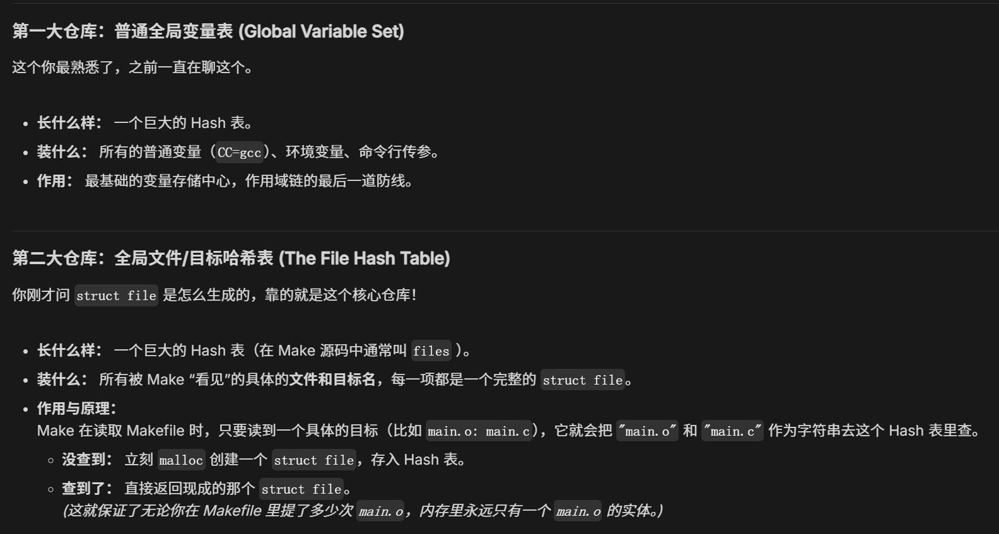 第一大仓库：普通全局变量表 (Global Variable Set)
这个你最熟悉了，之前一直在聊这个。
• 长什么样： 一个巨大的 Hash 表。
• 装什么： 所有的普通变量（CC=gcc）、环境变量、命令行传参。
• 作用： 最基础的变量存储中心，作用域链的最后一道防线。
第二大仓库：全局文件/目标哈希表 (The File Hash Table)
你刚才问 struct file 是怎么生成的，靠的就是这个核心仓库！
• 长什么样： 一个巨大的 Hash 表（在 Make 源码中通常叫 files ）。
• 装什么： 所有被 Make “看见”的具体的文件和目标名，每一项都是一个完整的 struct file。
• 作用与原理：
Make 在读取 Makefile 时，只要读到一个具体的目标（比如 main.o: main.c），它就会把 "main.o" 和 "main.c" 作为字符串去这个 Hash 表里查。
◦ 没查到： 立刻 malloc 创建一个 struct file，存入 Hash 表。
◦ 查到了： 直接返回现成的那个 struct file。
(这就保证了无论你在 Makefile 里提了多少次 main.o，内存里永远只有一个 main.o 的实体。)